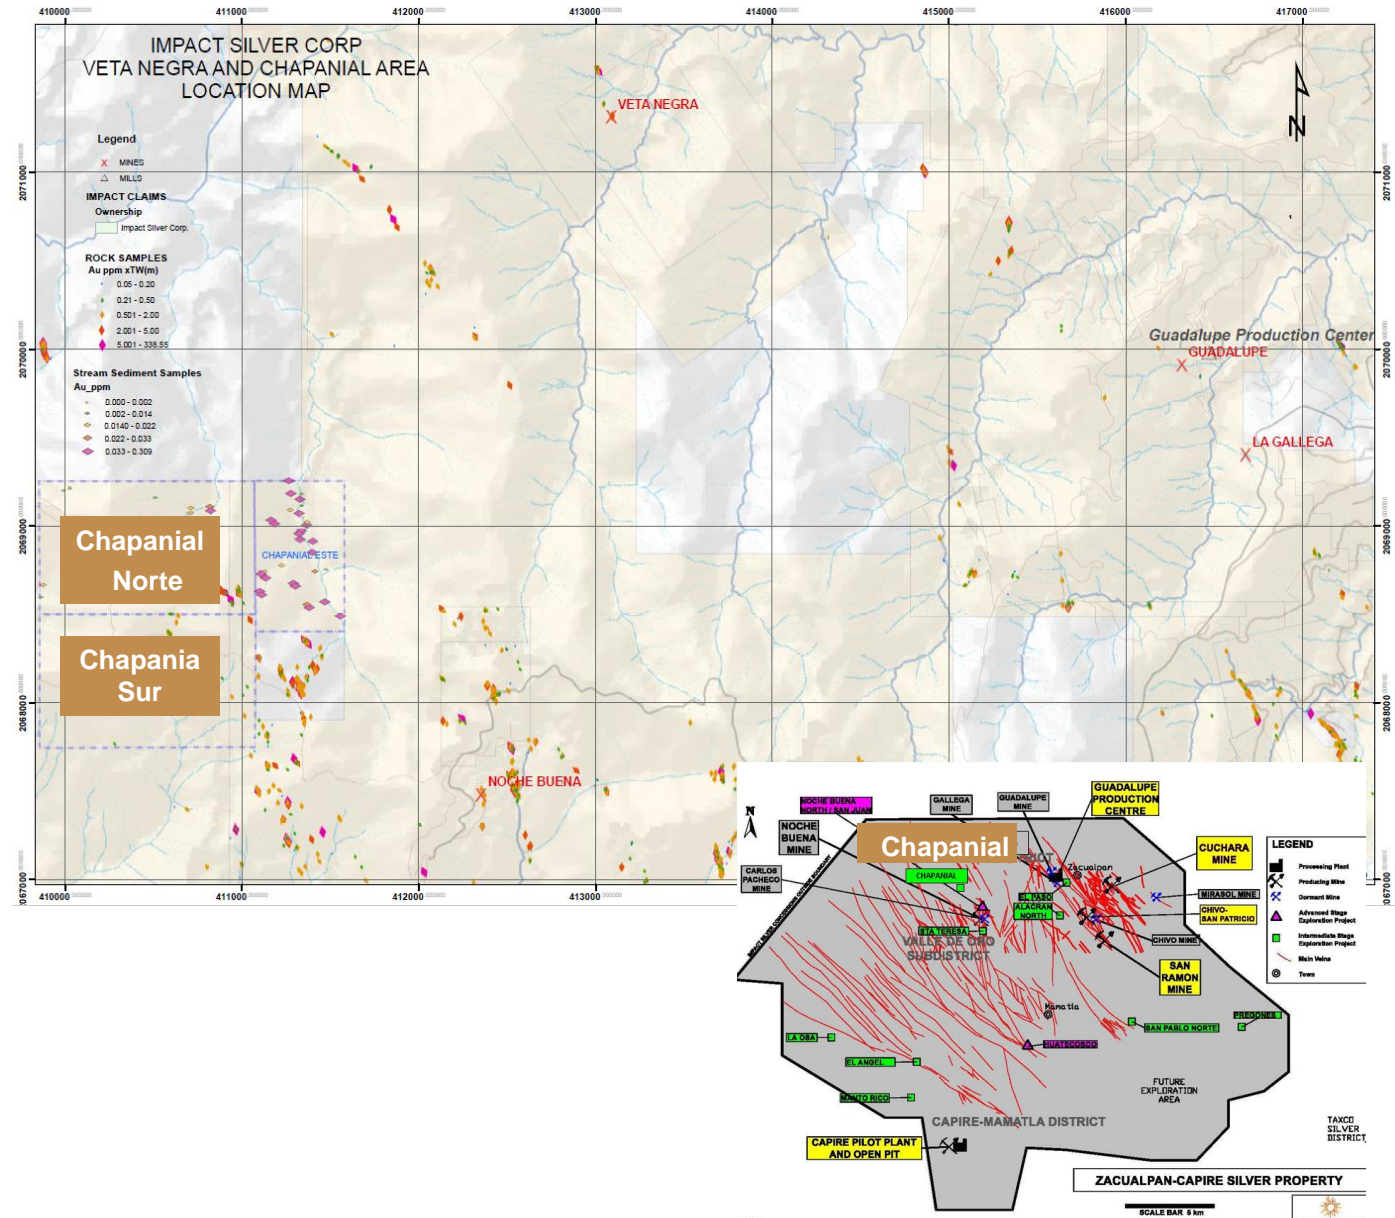 410000
411000
412000
413000
414000
415000
416000
417000
IMPACT SILVER CORP
VETA NEGRA AND CHAPANIAL AREA
LOCATION MAP
Legend
MINES
MILLS
IMPACT CLAIMS
Ownership
Impact Silver Corp.
ROCK SAMPLES
Au ppm xTW(m)
0.05 - 0.20
0.21 - 0.50
0.501 - 2.00
2.001 - 5.00
5.001 - 338.55
Stream Sediment Samples
Au_ppm
0.000 - 0.002
0.002 - 0.014
0.0140 - 0.022
0.022 - 0.033
0.033 - 0.309
VETA NEGRA
N
2071000
2071000
Guadalupe Production Center
GUADALUPE
2070000
2070000
LA GALLEGA
2069000
2069000
Chapanial
Norte
CHAPANIAL ESTE
Chapania
Sur
2068000
2068000
NOCHE BUENA
2067000
2067000
N
NOCHE BUENA
NORTH / SAN JUAN
GALLEGA
MINE
GUADALUPE
MINE
GUADALUPE
PRODUCTION
CENTRE
NOCHE
BUENA
MINE
Chapanial
CUCHARA
MINE
CARLOS
PACHECO
MINE
CHAPANIAL
Zacualpan
EL PASO
ALACRAN
NORTH
MIRASOL MINE
CHIVO-
SAN PATRICIO
CHIVO MINE
STA TERESA
VALLE DE ORO
SUBDISTRICT
SAN
RAMON
MINE
LEGEND
Processing Plant
Producing Mine
Dormant Mine
Advanced Stage
Exploration Project
Intermediate Stage
Exploration Project
Main Veins
Town
Mamatla
SAN PABLO NORTE
PREGONES
LA OSA
HUATECOSCO
EL ANGEL
MANTO RICO
FUTURE
EXPLORATION
AREA
CAPIRE-MAMATLA DISTRICT
TAXCO
SILVER
DISTRICT
CAPIRE PILOT PLANT
AND OPEN PIT
ZACUALPAN-CAPIRE SILVER PROPERTY
SCALE BAR 5 km